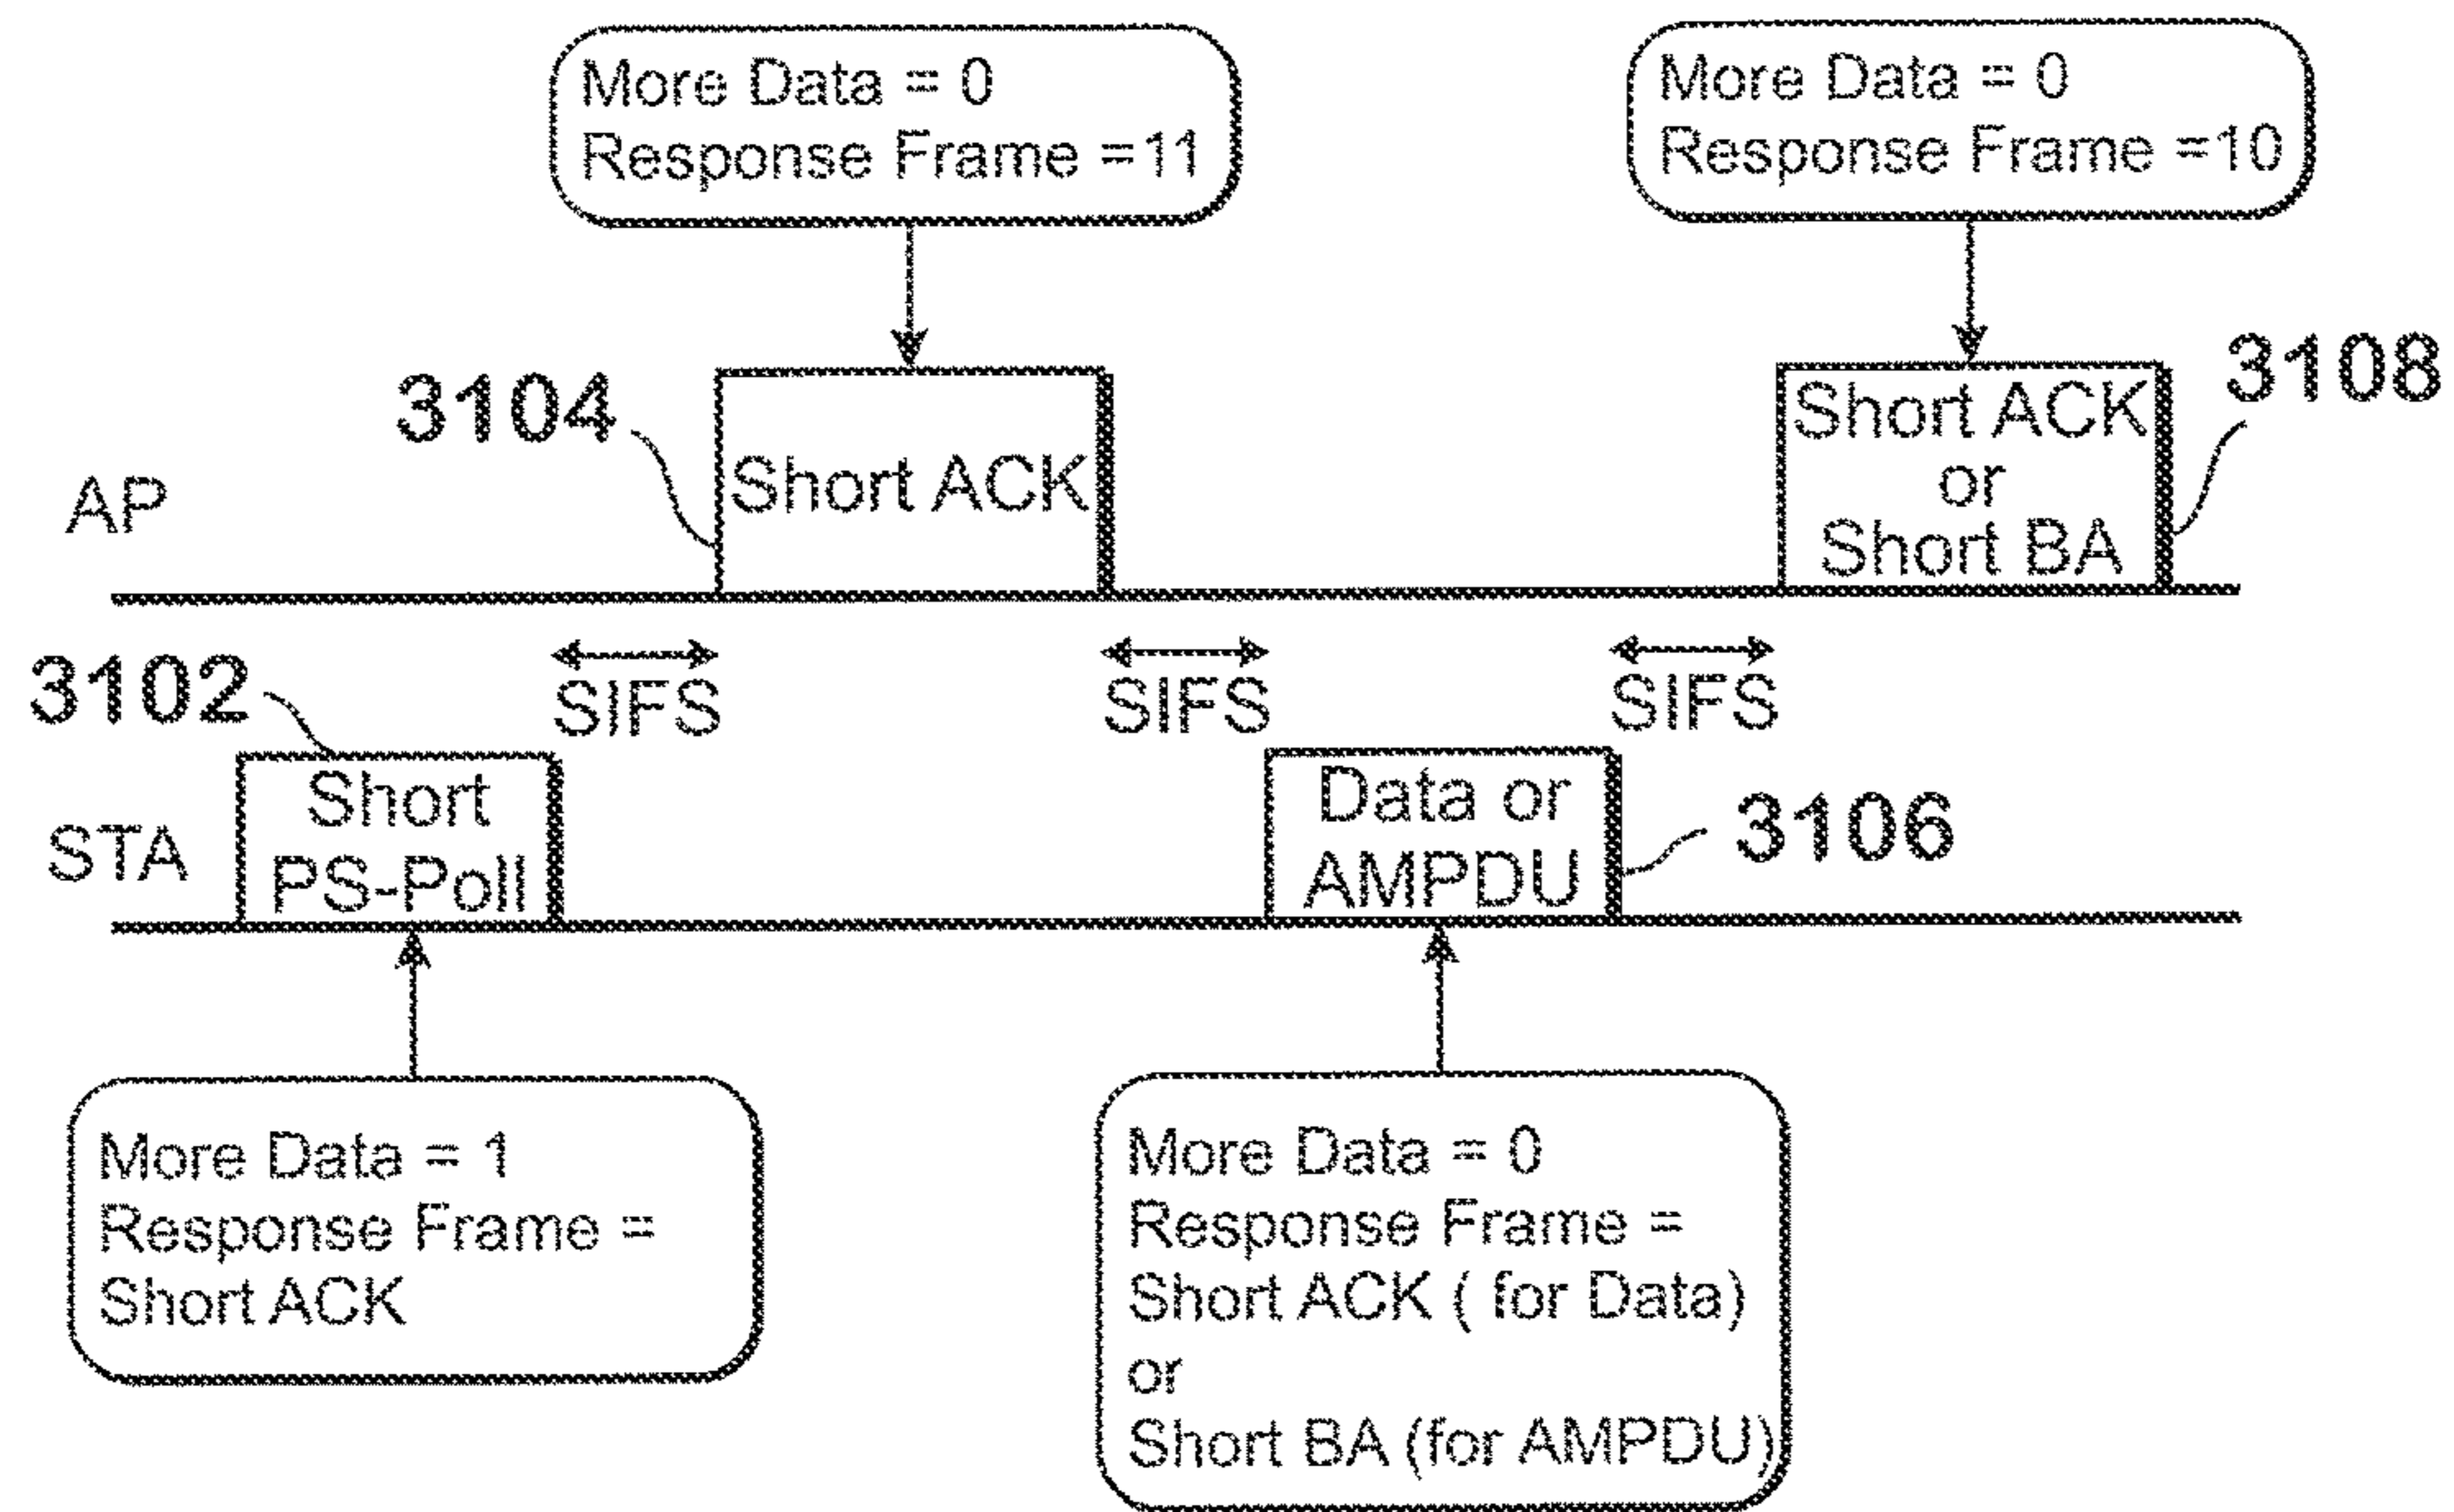 More Data = 0
Response Frame =11
More Data = 0
Response Frame =10
3104
3108
AP
Short ACK
Short ACK
or
Short BA
3102
SIFS
SIFS
SIFS
STA
Short
PS-Poll
Data or
AMPDU
3106
More Data = 1
Response Frame =
Short ACK
More Data = 0
Response Frame =
Short ACK ( for Data)
or
Short BA (for AMPDU)